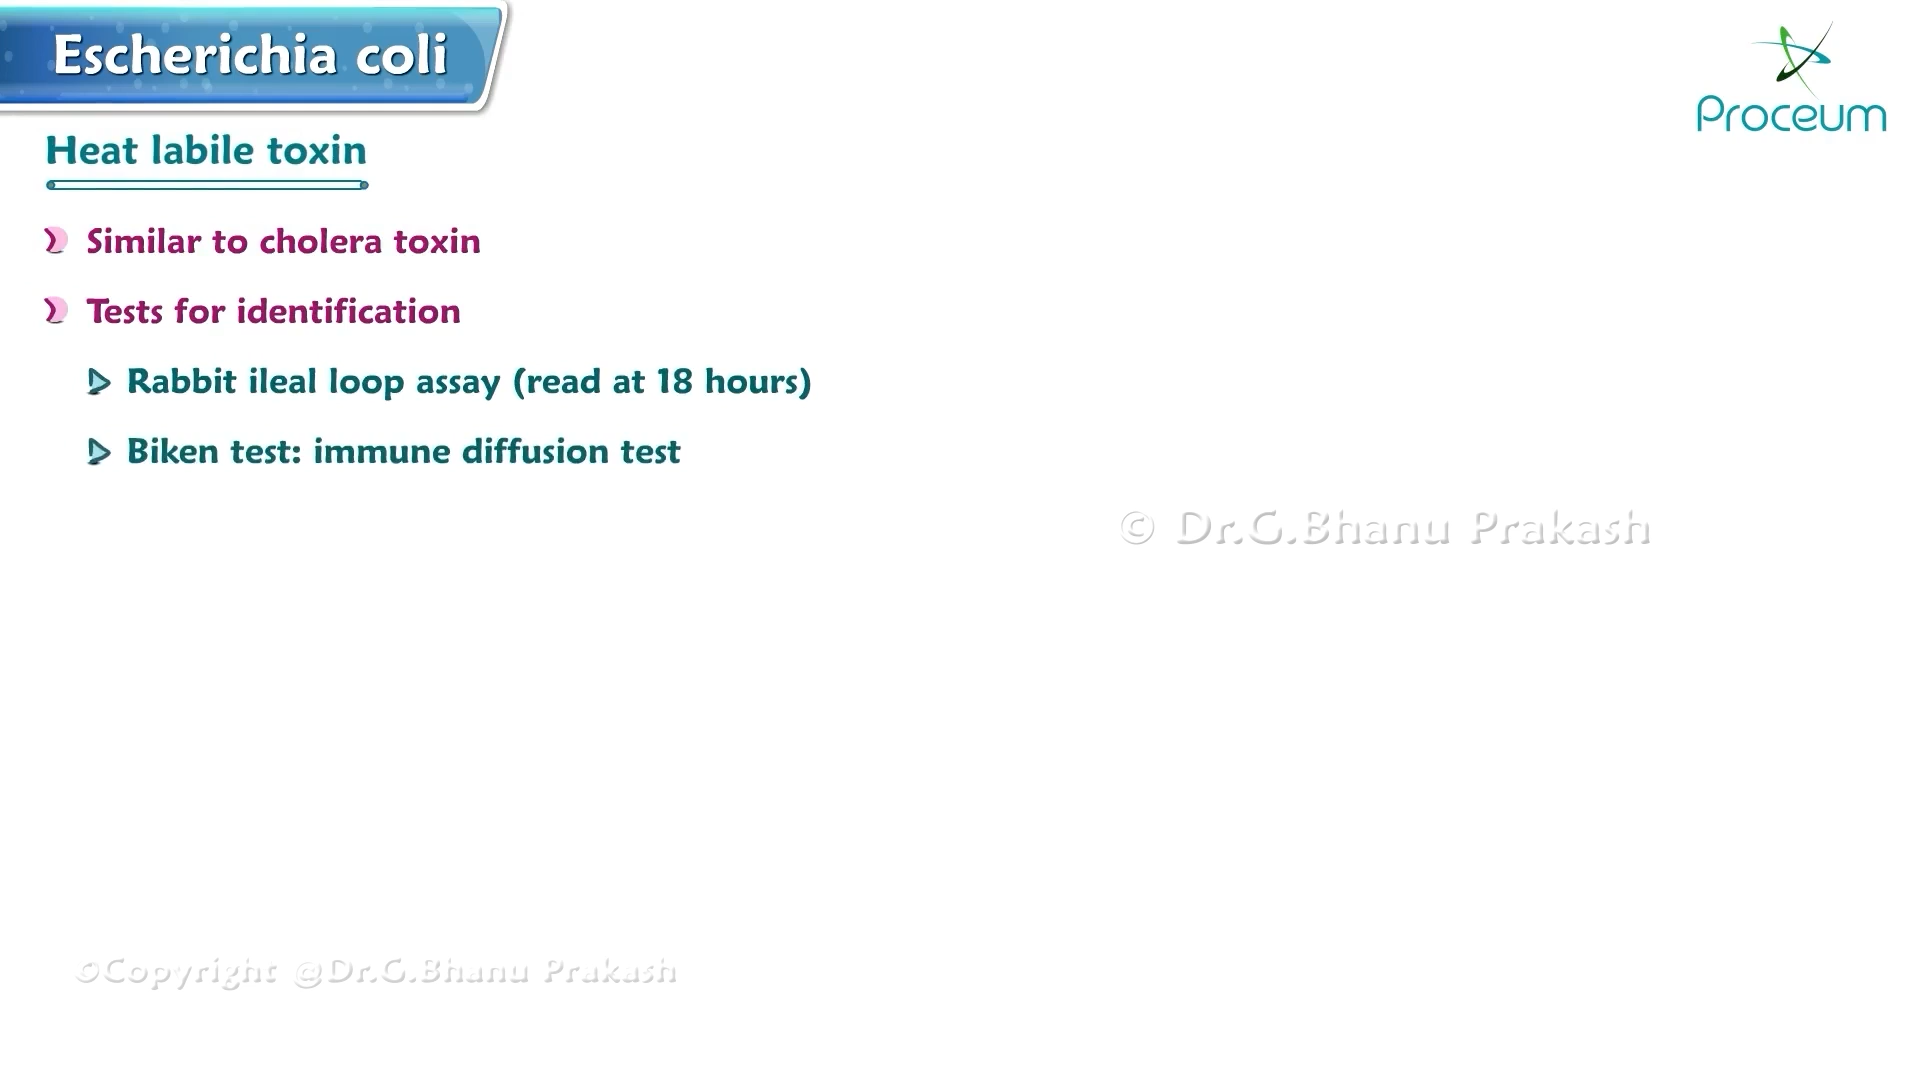 Escherichia coli
Proceum
Heat labile toxin
Similar to cholera toxin
Tests for identification
Rabbit ileal loop assay (read at 18 hours)
Biken test: immune diffusion test
© Dr.G.Bhanu Prakash
©Copyright @Dr.G.Bhanu Prakash